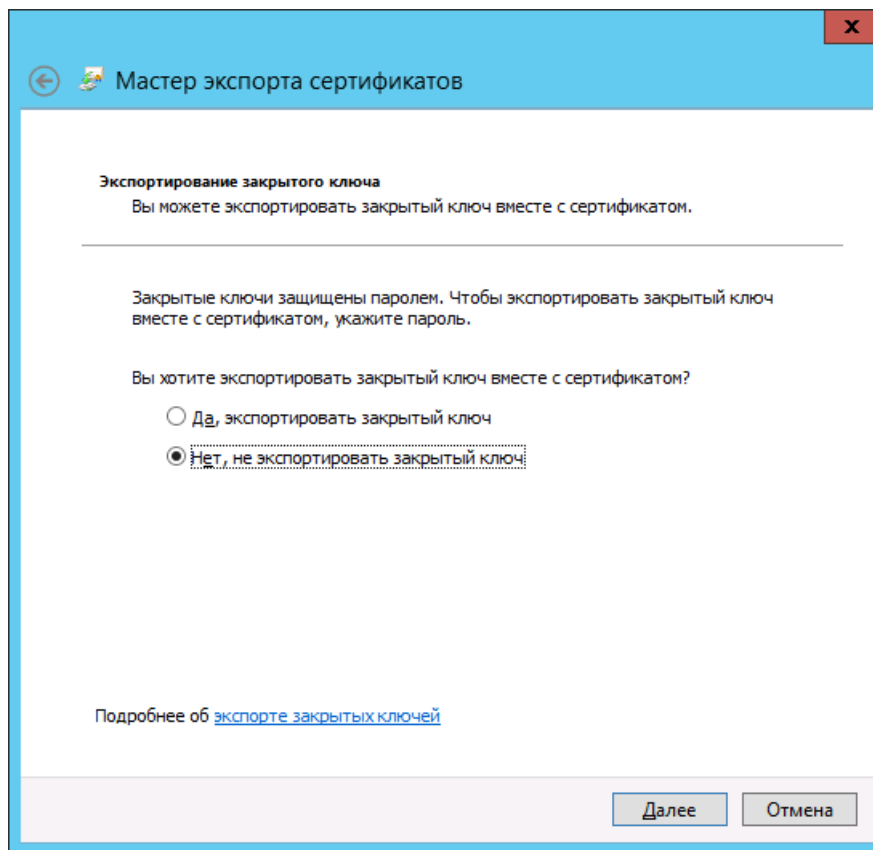 x
Мастер экспорта сертификатов
Экспортирование закрытого ключа
Вы можете экспортировать закрытый ключ вместе с сертификатом.
Закрытые ключи защищены паролем. Чтобы экспортировать закрытый ключ
вместе с сертификатом, укажите пароль.
Вы хотите экспортировать закрытый ключ вместе с сертификатом?
Да, экспортировать закрытый ключ
Нет, не экспортировать закрытый ключ
Подробнее об экспорте закрытых ключей
Далее
Отмена